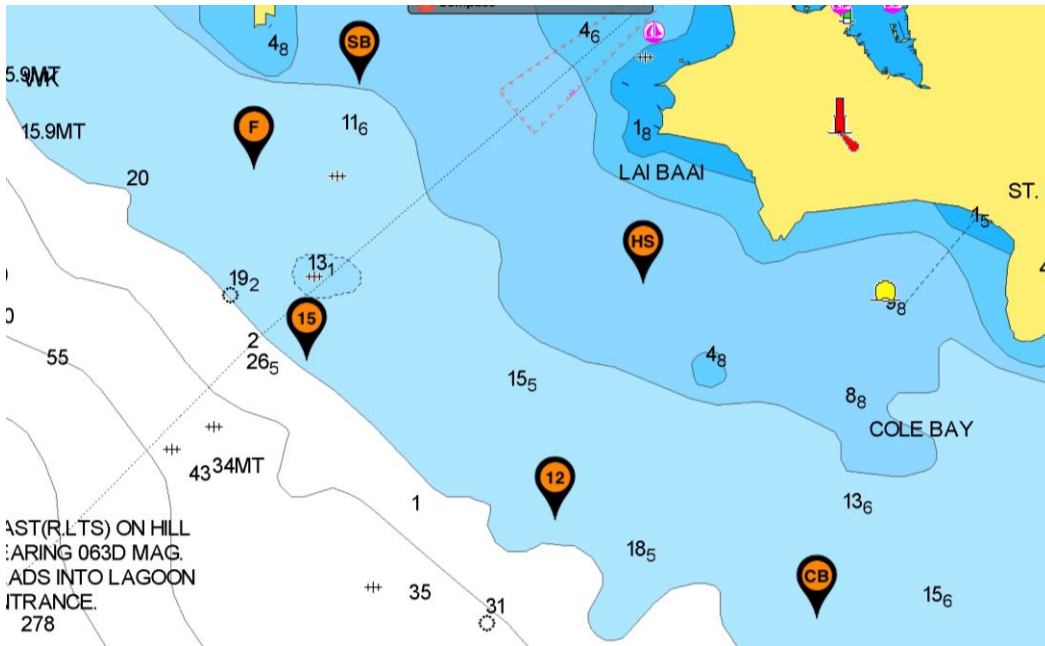 SB
4₈
4₆
5.9MT
WK
F
11₆
15.9MT
1₈
LAI BAAI
20
ST.
1₅
HS
13₁
19₂
9₈
15
2
26₅
55
4₈
15₅
8₈
COLE BAY
12
34MT
43
1
13₆
AST(R.LTS) ON HILL
EARING 063D MAG.
ADS INTO LAGOON
NTRANCE.
278
18₅
CB
35
31
15₆